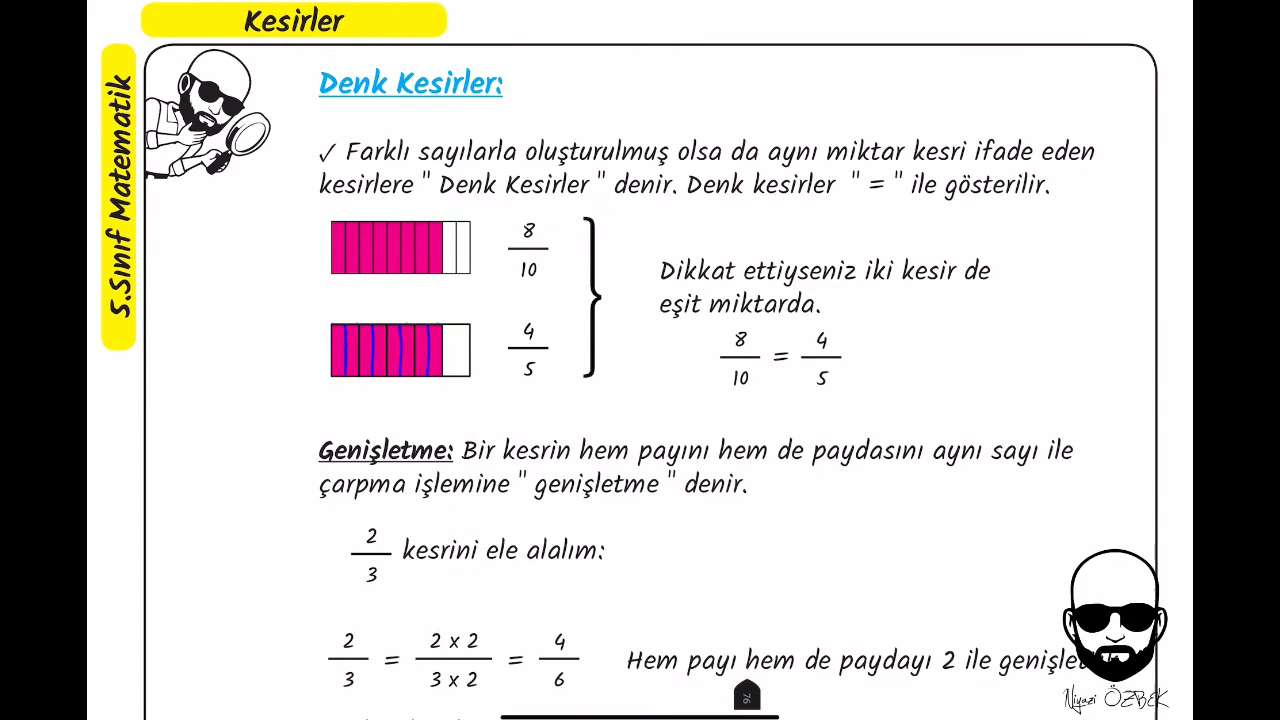 Kesirler
5.Sınıf Matematik
Denk Kesirler:
✓ Farklı sayılarla oluşturulmuş olsa da aynı miktar kesri ifade eden
kesirlere " Denk Kesirler " denir. Denk kesirler " = " ile gösterilir.
8
10
4
5
Dikkat ettiyseniz iki kesir de
eşit miktarda.
8/10 = 4/5
Genişletme: Bir kesrin hem payını hem de paydasını aynı sayı ile
çarpma işlemine " genişletme " denir.
2/3 kesrini ele alalım:
2/3 = 2 x 2/3 x 2 = 4/6 Hem payı hem de paydayı 2 ile
76
Niyazi ÖZBEK